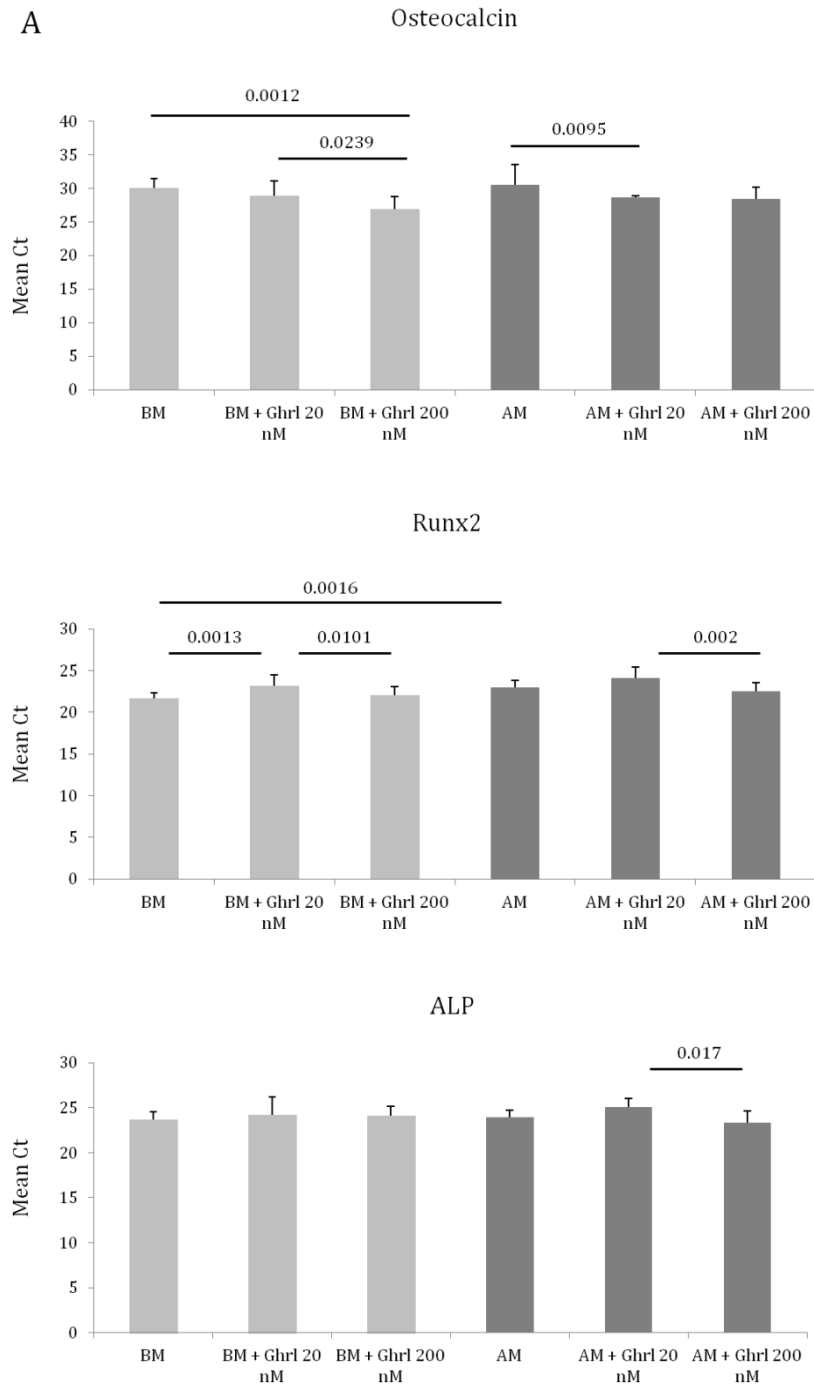 A
Osteocalcin
0.0012
0.0239
0.0095
Mean Ct
40
35
30
25
20
15
10
5
0
BM
BM + Ghrl 20 nM
BM + Ghrl 200 nM
AM
AM + Ghrl 20 nM
AM + Ghrl 200 nM
Runx2
0.0016
0.0013
0.0101
0.002
Mean Ct
30
25
20
15
10
5
0
BM
BM + Ghrl 20 nM
BM + Ghrl 200 nM
AM
AM + Ghrl 20 nM
AM + Ghrl 200 nM
ALP
0.017
Mean Ct
30
25
20
15
10
5
0
BM
BM + Ghrl 20 nM
BM + Ghrl 200 nM
AM
AM + Ghrl 20 nM
AM + Ghrl 200 nM